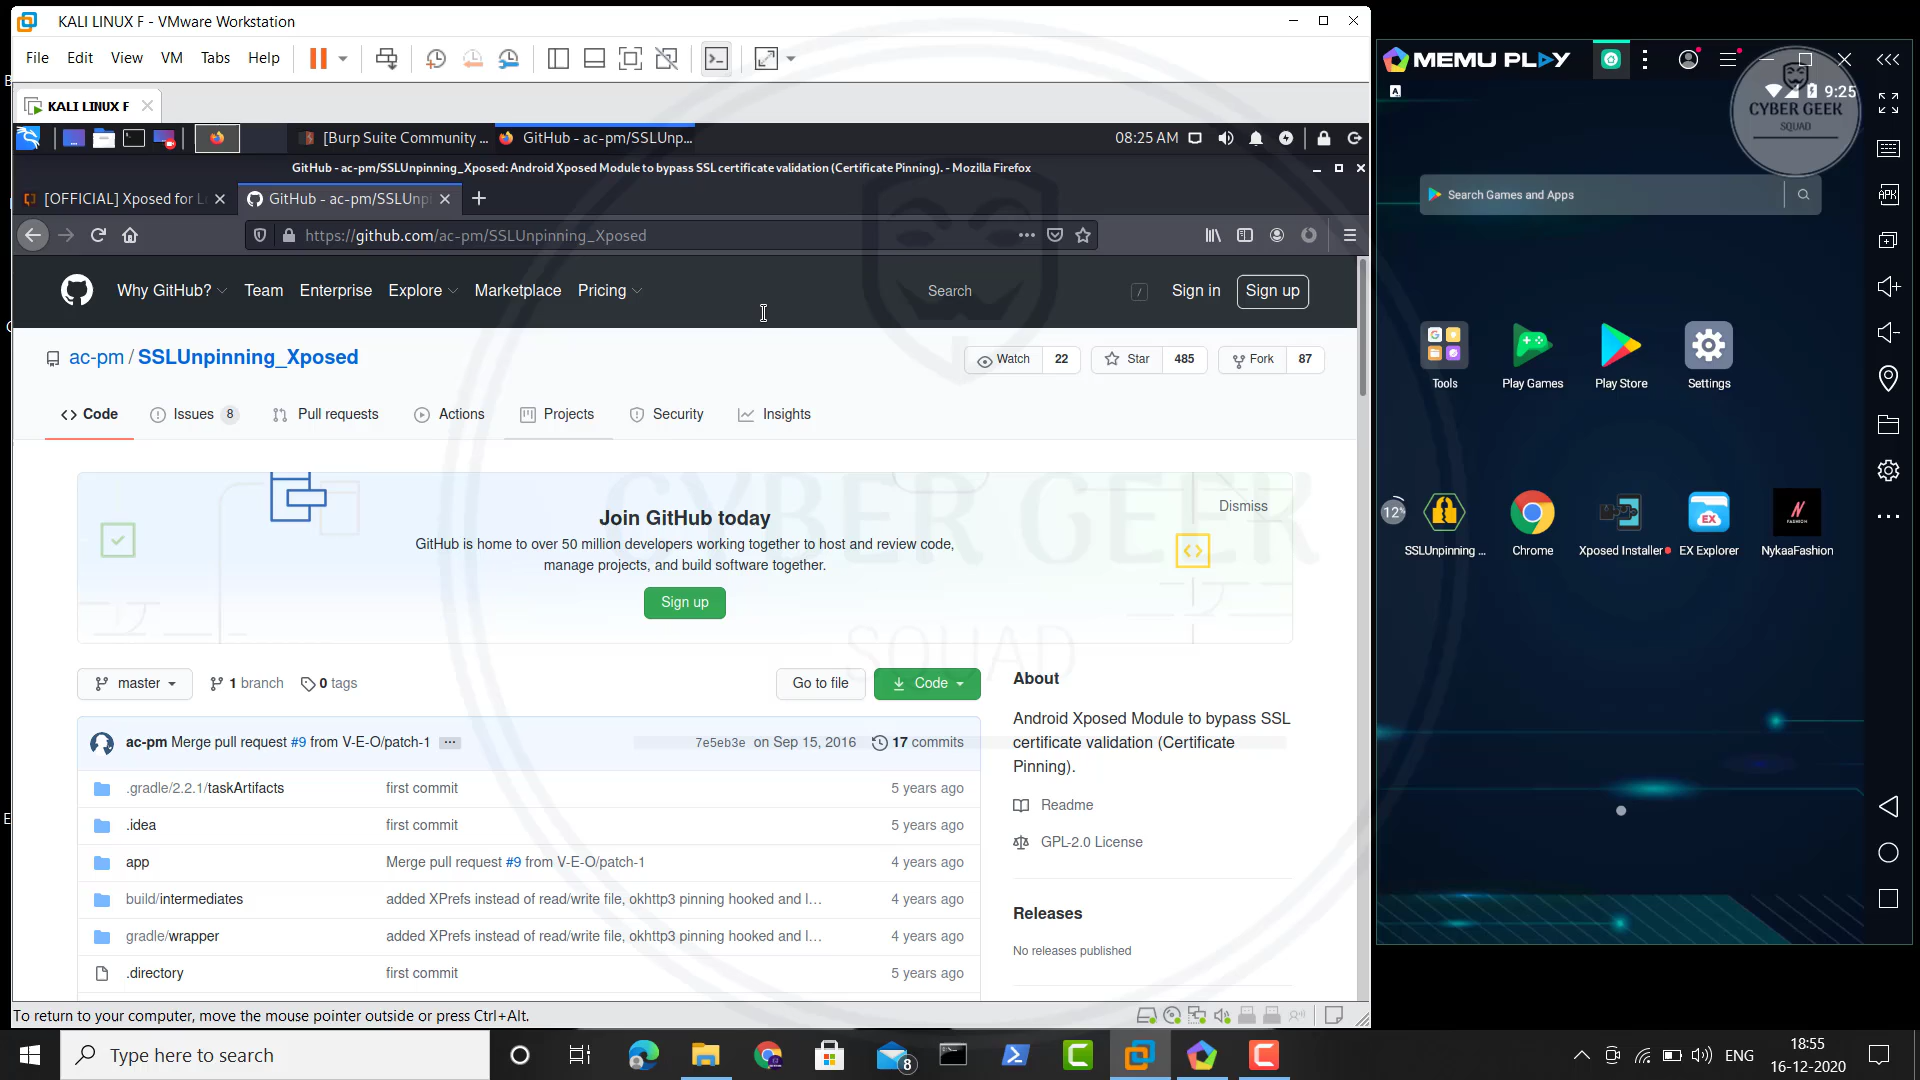 KALI LINUX F - VMware Workstation
File Edit View VM Tabs Help
KALI LINUX F
[Burp Suite Community ... GitHub - ac-pm/SSLUnp... 08:25 AM
GitHub - ac-pm/SSLUnpinning_Xposed: Android Xposed Module to bypass SSL certificate validation (Certificate Pinning). - Mozilla Firefox
[OFFICIAL] Xposed for L GitHub - ac-pm/SSLUnp
https://github.com/ac-pm/SSLUnpinning_Xposed
Why GitHub? Team Enterprise Explore Marketplace Pricing Search / Sign in Sign up
ac-pm / SSLUnpinning_Xposed Watch 22 Star 485 Fork 87
Code Issues 8 Pull requests Actions Projects Security Insights
Join GitHub today Dismiss
GitHub is home to over 50 million developers working together to host and review code,
manage projects, and build software together.
Sign up
CYBER GEEK
SQUAD
master 1 branch 0 tags Go to file Code
ac-pm Merge pull request #9 from V-E-O/patch-1 ... 7e5eb3e on Sep 15, 2016 17 commits
.gradle/2.2.1/taskArtifacts first commit 5 years ago
.idea first commit 5 years ago
app Merge pull request #9 from V-E-O/patch-1 4 years ago
build/intermediates added XPrefs instead of read/write file, okhttp3 pinning hooked and l... 4 years ago
gradle/wrapper added XPrefs instead of read/write file, okhttp3 pinning hooked and l... 4 years ago
.directory first commit 5 years ago
About
Android Xposed Module to bypass SSL
certificate validation (Certificate
Pinning).
Readme
GPL-2.0 License
Releases
No releases published
To return to your computer, move the mouse pointer outside or press Ctrl+Alt.
MEMU PLAY
A 9:25
CYBER GEEK
SQUAD
APK
Search Games and Apps
G
Tools Play Games Play Store Settings
12%
EX
N
FASHION
SSLUnpinning ... Chrome Xposed Installer EX Explorer NykaaFashion
Type here to search
8
ENG
18:55
16-12-2020